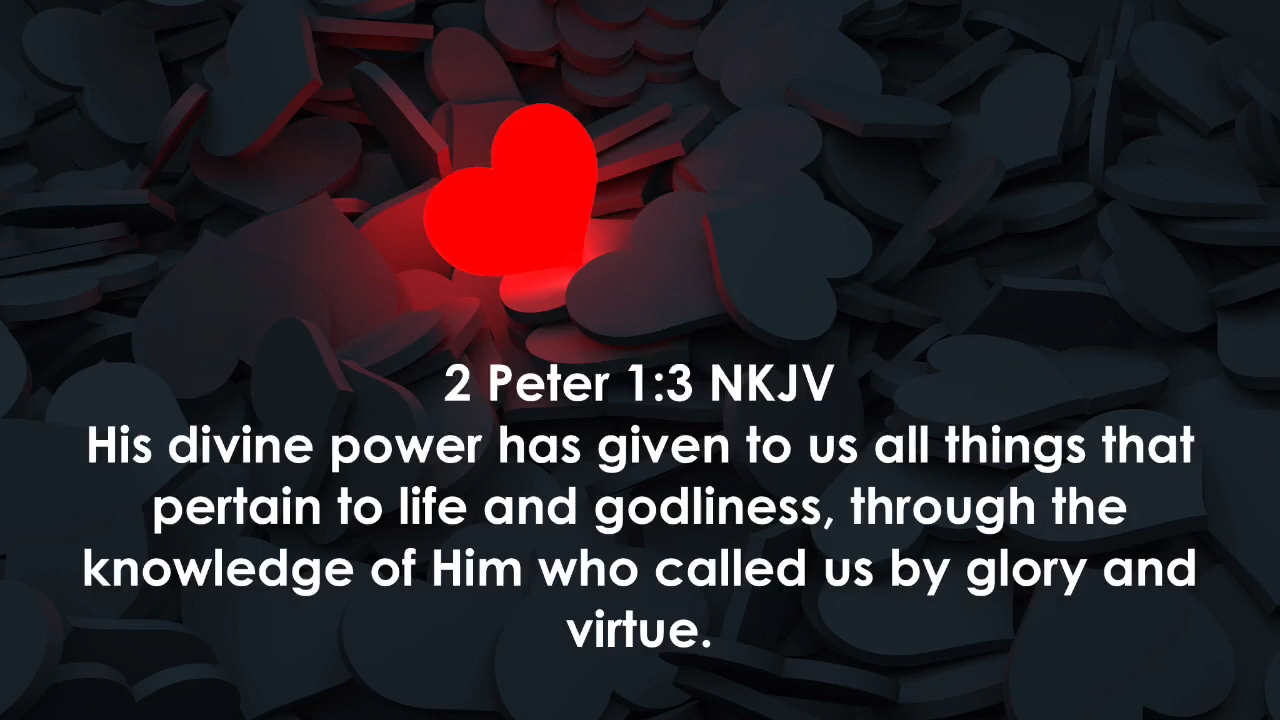 2 Peter 1:3 NKJV
His divine power has given to us all things that
pertain to life and godliness, through the
knowledge of Him who called us by glory and
virtue.